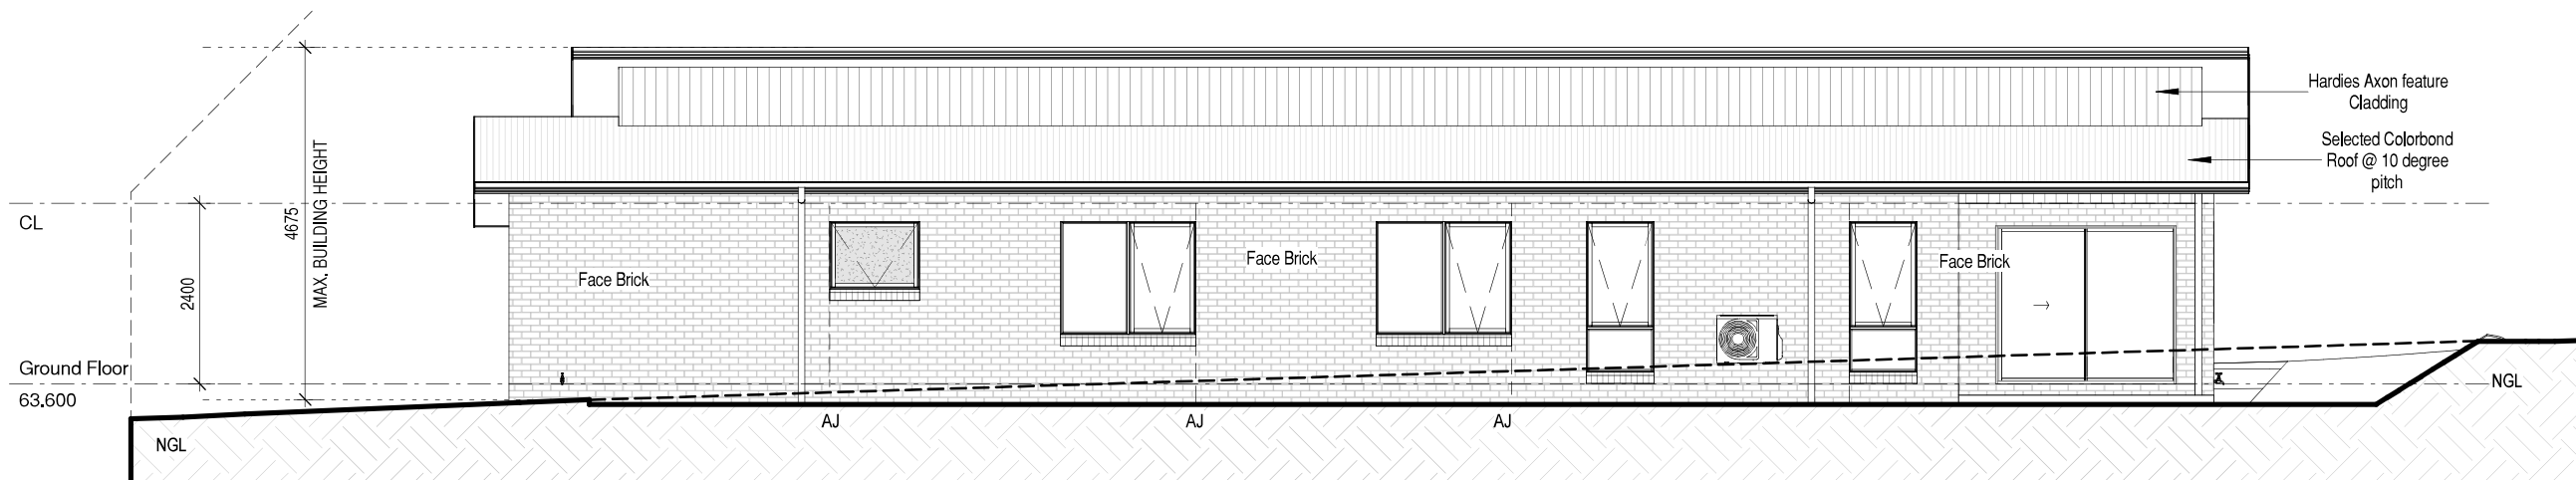 Hardies Axon feature
Cladding
Selected Colorbond
Roof @ 10 degree
pitch
CL
4675
MAX. BUILDING HEIGHT
2400
Face Brick
Face Brick
Face Brick
Ground Floor
63.600
NGL
NGL
AJ
AJ
AJ